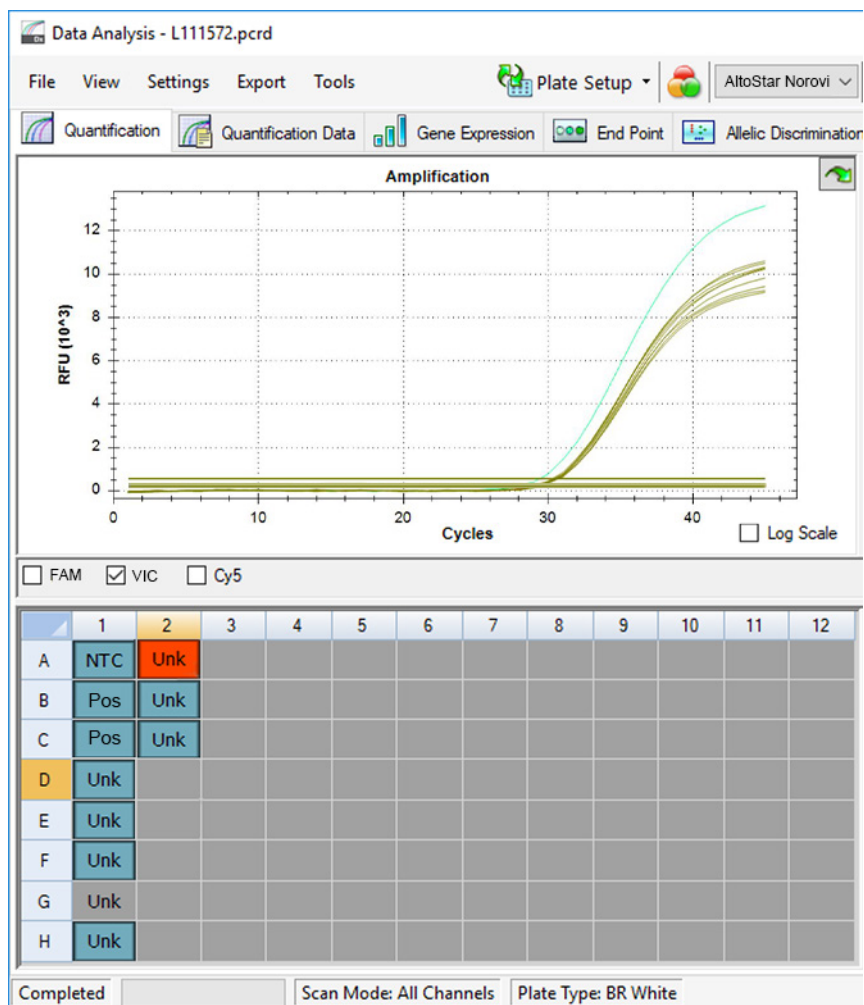 Data Analysis - L111572.pcrd
File View Settings Export Tools Plate Setup AltoStar Norovi
Quantification Quantification Data Gene Expression End Point Allelic Discrimination
Amplification
12
10
8
6
4
2
0
RFU (10^3)
0 10 20 30 40
Cycles
Log Scale
FAM VIC Cy5
1 2 3 4 5 6 7 8 9 10 11 12
A NTC Unk
B Pos Unk
C Pos Unk
D Unk
E Unk
F Unk
G Unk
H Unk
Completed Scan Mode: All Channels Plate Type: BR White